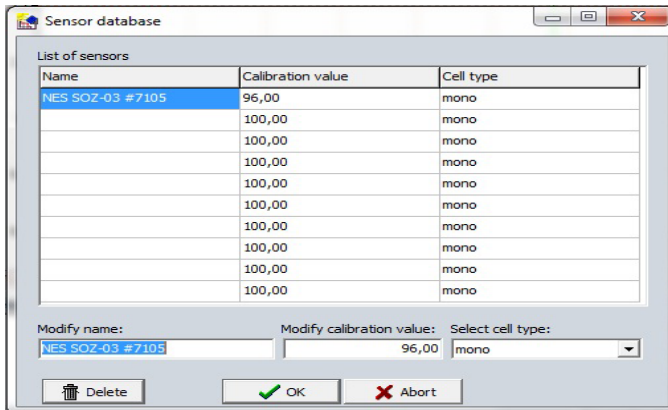 Sensor database
List of sensors
Name Calibration value Cell type
NES SOZ-03 #7105 96,00 mono
100,00 mono
100,00 mono
100,00 mono
100,00 mono
100,00 mono
100,00 mono
100,00 mono
100,00 mono
100,00 mono
Modify name: Modify calibration value: Select cell type:
NES SOZ-03 #7105 96,00 mono
Delete OK Abort